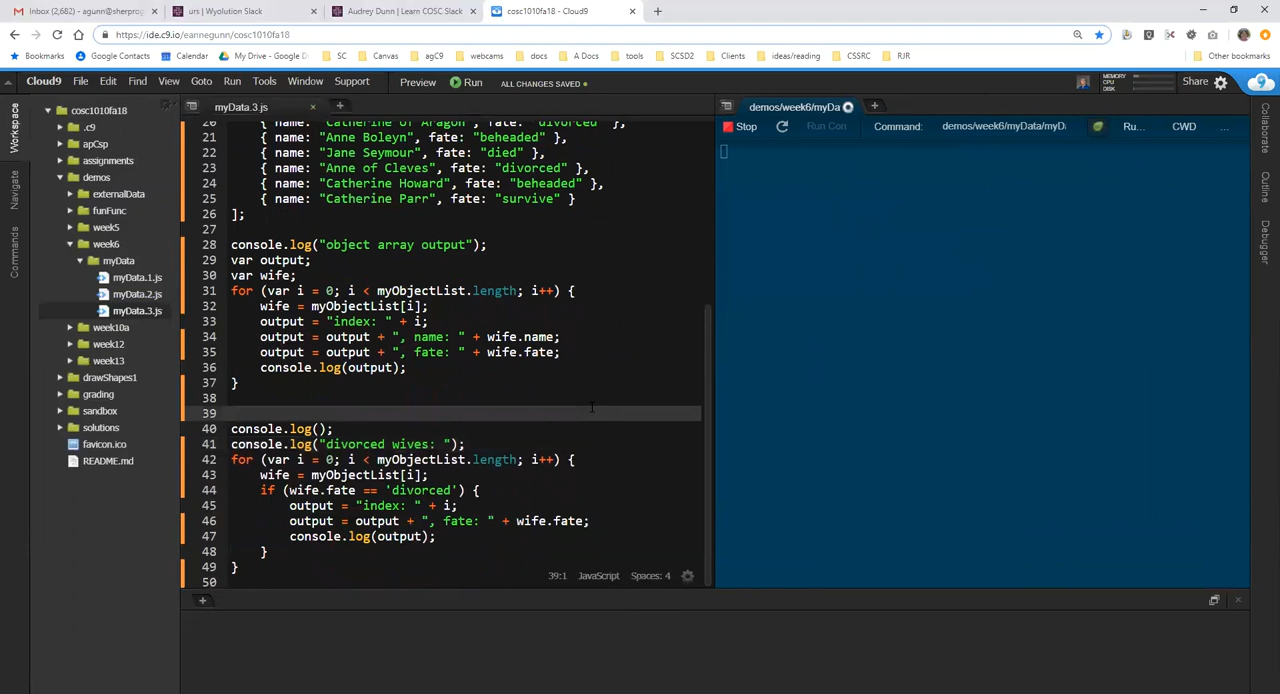 Inbox (2,682) - agunn@sherprog
urs | Wyolution Slack
Audrey Dunn | Learn COSC Slack
cosc1010fa18 - Cloud9
https://ide.c9.io/eannegunn/cosc1010fa18
Bookmarks Google Contacts Calendar My Drive - Google D SC Canvas agC9 webcams docs A Docs tools SCSD2 Clients ideas/reading CSSRC RJR Other bookmarks
Cloud9 File Edit Find View Goto Run Tools Window Support Preview Run ALL CHANGES SAVED MEMORY CPU DISK Share
Workspace
Navigate
Commands
cosc1010fa18
.c9
apCsp
assignments
demos
externalData
funFunc
week5
week6
myData
myData.1.js
myData.2.js
myData.3.js
week10a
week12
week13
drawShapes1
grading
sandbox
solutions
favicon.ico
README.md
myData.3.js
20 { name: "Catherine of Aragon", fate: "divorced" },
21 { name: "Anne Boleyn", fate: "beheaded" },
22 { name: "Jane Seymour", fate: "died" },
23 { name: "Anne of Cleves", fate: "divorced" },
24 { name: "Catherine Howard", fate: "beheaded" },
25 { name: "Catherine Parr", fate: "survive" }
26 ];
27
28 console.log("object array output");
29 var output;
30 var wife;
31 for (var i = 0; i < myObjectList.length; i++) {
32 wife = myObjectList[i];
33 output = "index: " + i;
34 output = output + ", name: " + wife.name;
35 output = output + ", fate: " + wife.fate;
36 console.log(output);
37 }
38
39
40 console.log();
41 console.log("divorced wives: ");
42 for (var i = 0; i < myObjectList.length; i++) {
43 wife = myObjectList[i];
44 if (wife.fate == 'divorced') {
45 output = "index: " + i;
46 output = output + ", fate: " + wife.fate;
47 console.log(output);
48 }
49 }
50
39:1 JavaScript Spaces: 4
demos/week6/myDa
Stop Run Con Command: demos/week6/myData/myD Ru... CWD ...
Collaborate
Outline
Debugger